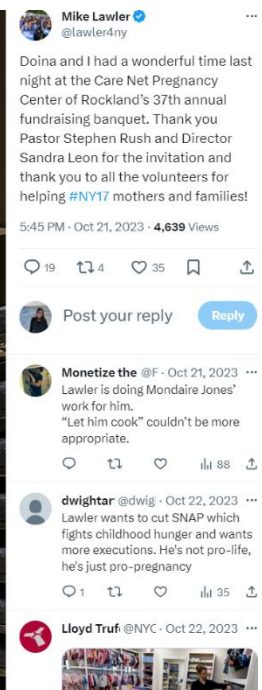 Mike Lawler
@lawler4ny
Doina and I had a wonderful time last
night at the Care Net Pregnancy
Center of Rockland's 37th annual
fundraising banquet. Thank you
Pastor Stephen Rush and Director
Sandra Leon for the invitation and
thank you to all the volunteers for
helping #NY17 mothers and families!
5:45 PM · Oct 21, 2023 · 4,639 Views
19 4 35
Post your reply Reply
Monetize the @F · Oct 21, 2023
Lawler is doing Mondaire Jones'
work for him.
"Let him cook" couldn't be more
appropriate.
88
dwightar @dwig · Oct 22, 2023
Lawler wants to cut SNAP which
fights childhood hunger and wants
more executions. He's not pro-life,
he's just pro-pregnancy
1 35
Lloyd Truf @NYC · Oct 22, 2023